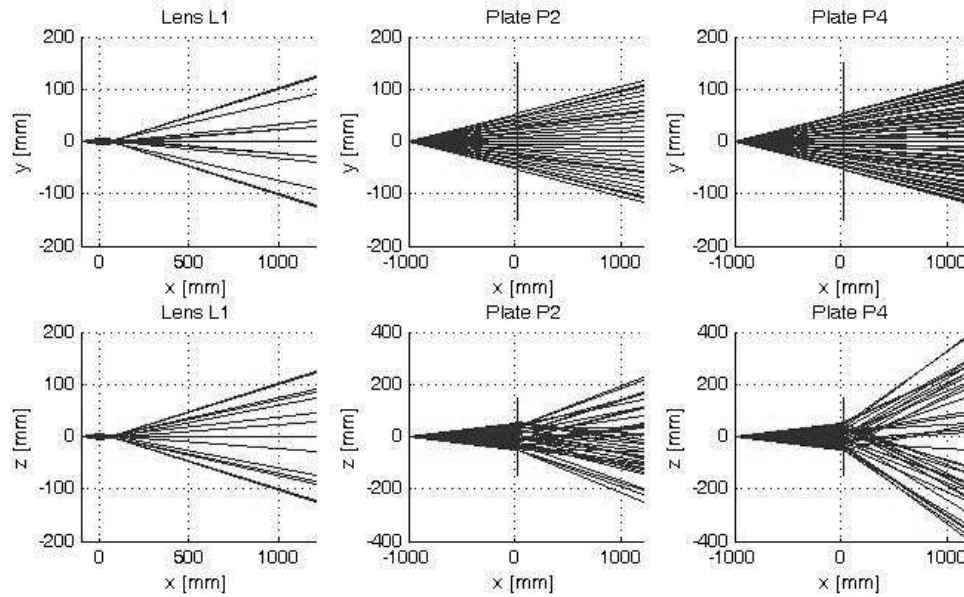 Lens L1 Plate P2 Plate P4
200 200 200
100 100 100
0 0 0
-100 -100 -100
-200 -200 -200
0 500 1000 -1000 0 1000 -1000 0 1000
x [mm] x [mm] x [mm]
y [mm] y [mm] y [mm]
Lens L1 Plate P2 Plate P4
200 400 400
100 200 200
0 0 0
-100 -200 -200
-200 -400 -400
0 500 1000 -1000 0 1000 -1000 0 1000
x [mm] x [mm] x [mm]
z [mm] z [mm] z [mm]